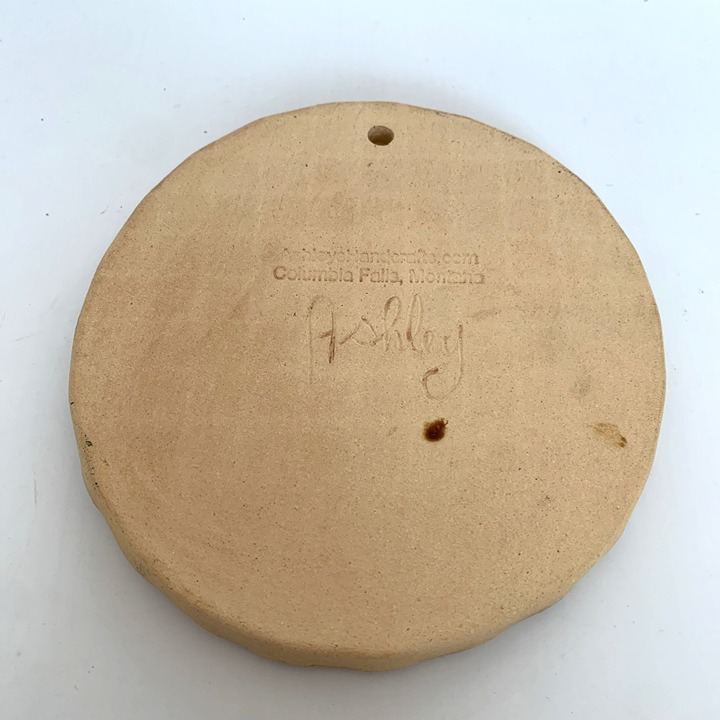 AshleysHandcrafts.com
Columbia Falls, Montana
Ashley